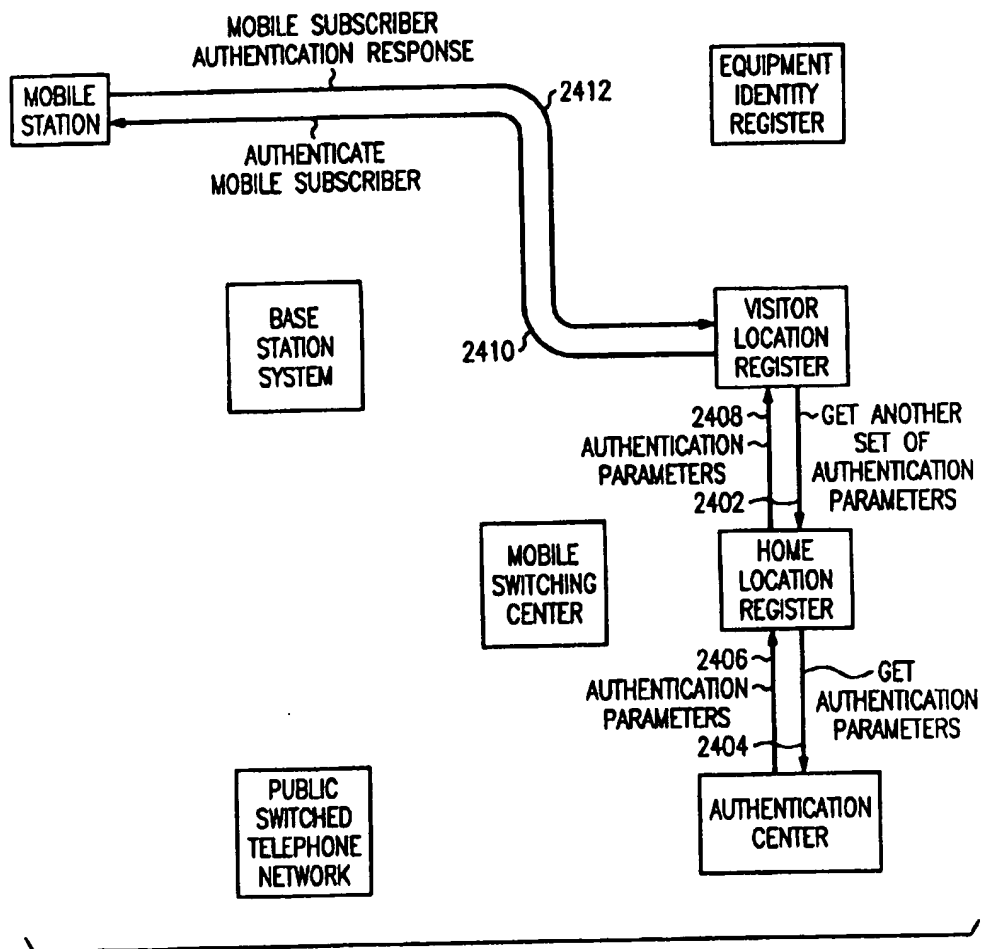 MOBILE SUBSCRIBER
AUTHENTICATION RESPONSE
MOBILE
STATION
2412
EQUIPMENT
IDENTITY
REGISTER
AUTHENTICATE
MOBILE SUBSCRIBER
BASE
STATION
SYSTEM
2410
VISITOR
LOCATION
REGISTER
2408
AUTHENTICATION
PARAMETERS
2402
GET ANOTHER
SET OF
AUTHENTICATION
PARAMETERS
MOBILE
SWITCHING
CENTER
HOME
LOCATION
REGISTER
2406
AUTHENTICATION
PARAMETERS
2404
GET
AUTHENTICATION
PARAMETERS
PUBLIC
SWITCHED
TELEPHONE
NETWORK
AUTHENTICATION
CENTER